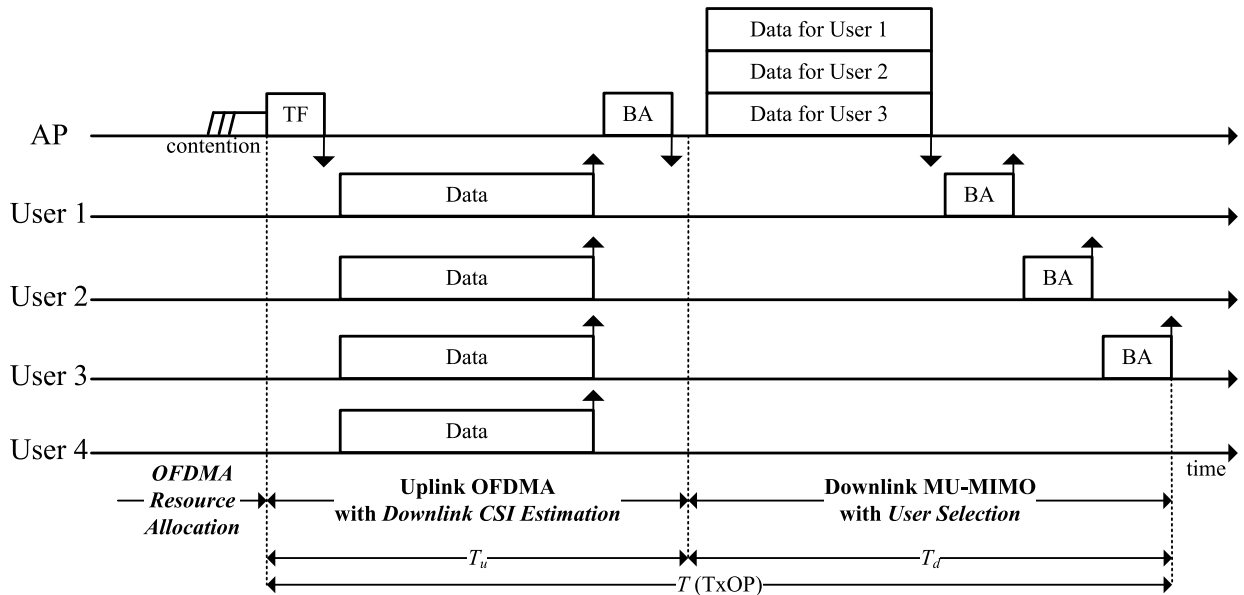 Data for User 1
Data for User 2
Data for User 3
TF
BA
AP
contention
Data
BA
User 1
Data
BA
User 2
Data
BA
User 3
Data
User 4
time
OFDMA
Resource
Allocation
Uplink OFDMA
with Downlink CSI Estimation
Downlink MU-MIMO
with User Selection
Tu
Td
T (TxOP)